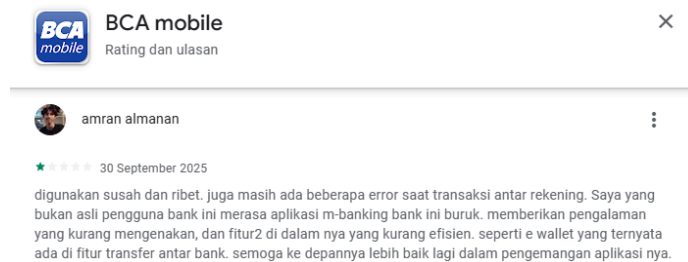 BCA
mobile
BCA mobile
Rating dan ulasan
amran almanan
30 September 2025
digunakan susah dan ribet. juga masih ada beberapa error saat transaksi antar rekening. Saya yang
bukan asli pengguna bank ini merasa aplikasi m-banking bank ini buruk. memberikan pengalaman
yang kurang mengenakan, dan fitur2 di dalam nya yang kurang efisien. seperti e wallet yang ternyata
ada di fitur transfer antar bank. semoga ke depannya lebih baik lagi dalam pengemangan aplikasi nya.